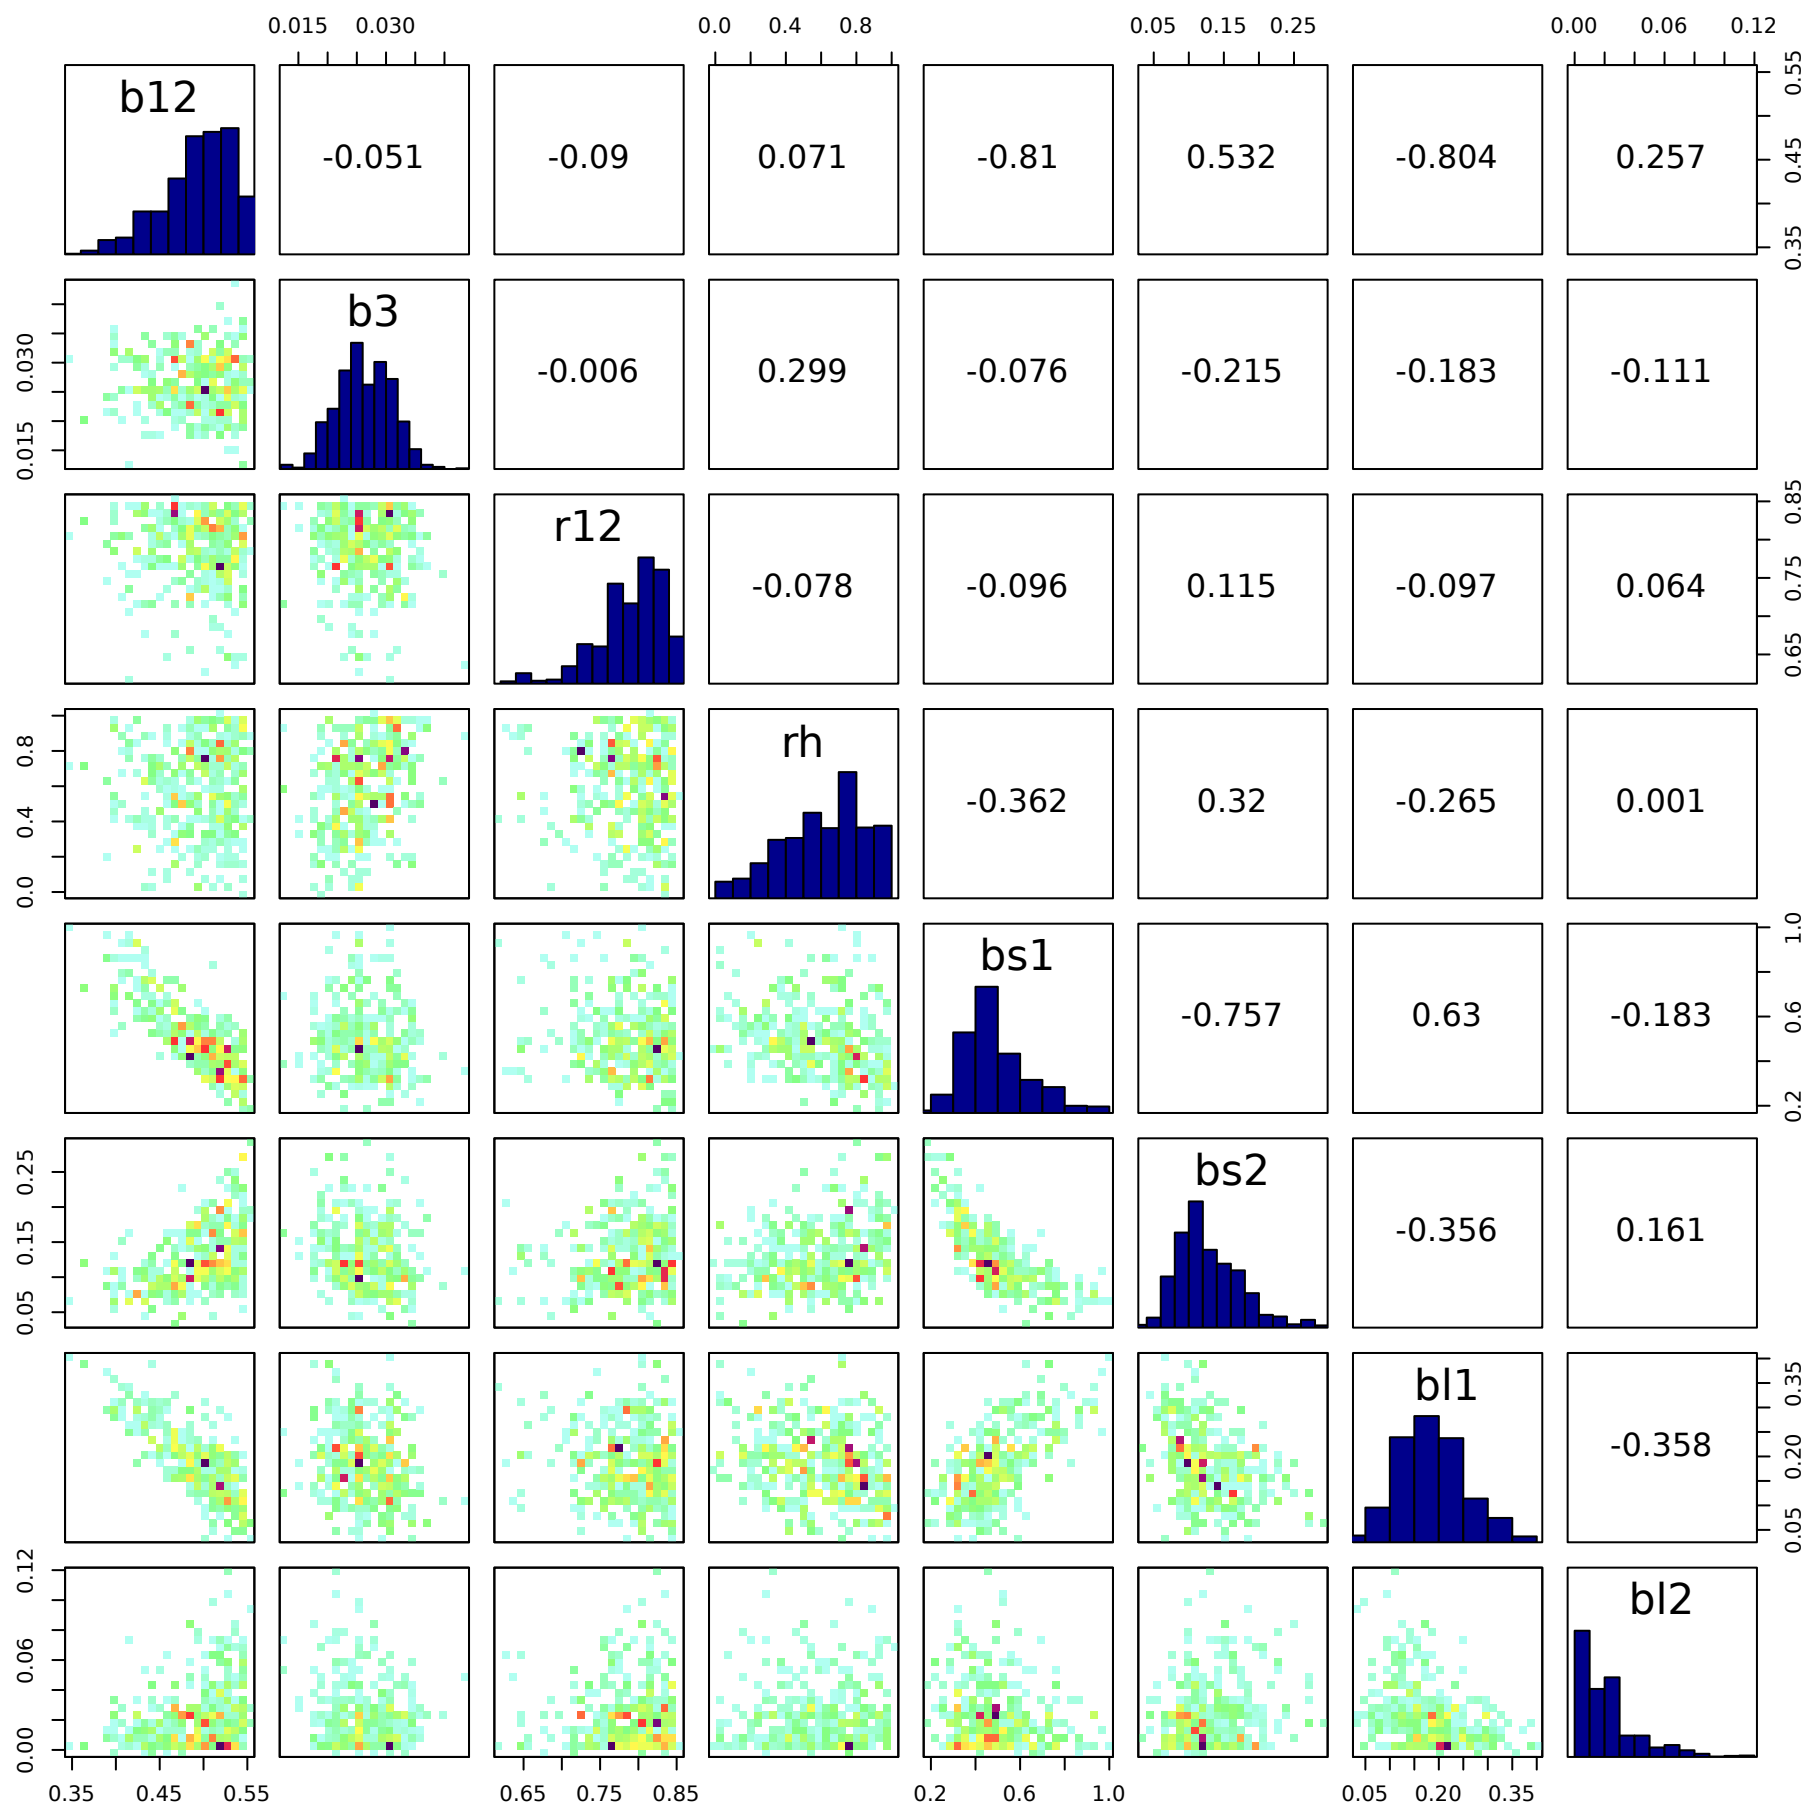 0.015 0.030 0.0 0.4 0.8 0.05 0.15 0.25 0.00 0.06 0.12
b12 -0.051 -0.09 0.071 -0.81 0.532 -0.804 0.257 0.35 0.45 0.55
0.015 0.030 b3 -0.006 0.299 -0.076 -0.215 -0.183 -0.111
r12 -0.078 -0.096 0.115 -0.097 0.064 0.65 0.75 0.85
0.0 0.4 0.8 rh -0.362 0.32 -0.265 0.001
bs1 -0.757 0.63 -0.183 0.2 0.6 1.0
0.05 0.15 0.25 bs2 -0.356 0.161
bl1 -0.358 0.05 0.20 0.35
0.00 0.06 0.12 bl2
0.35 0.45 0.55 0.65 0.75 0.85 0.2 0.6 1.0 0.05 0.20 0.35